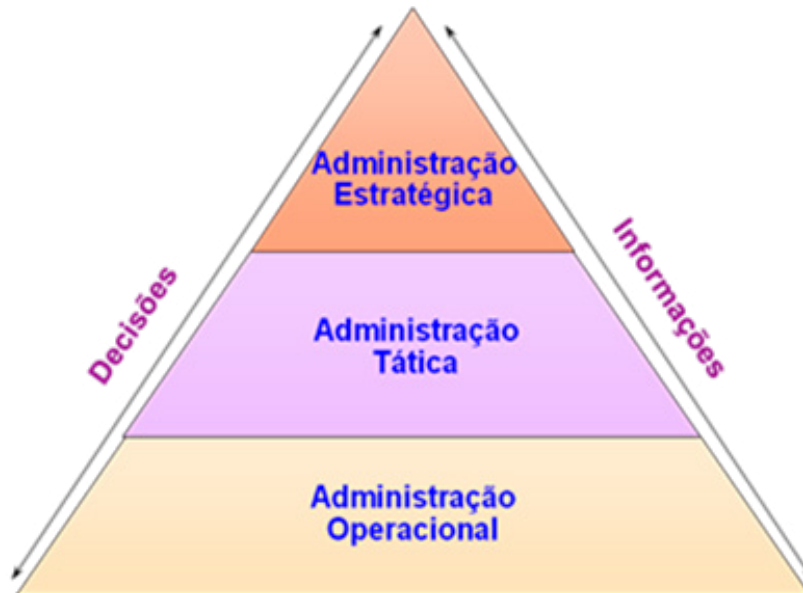 Administração
Estratégica
Decisões
Informações
Administração
Tática
Administração
Operacional